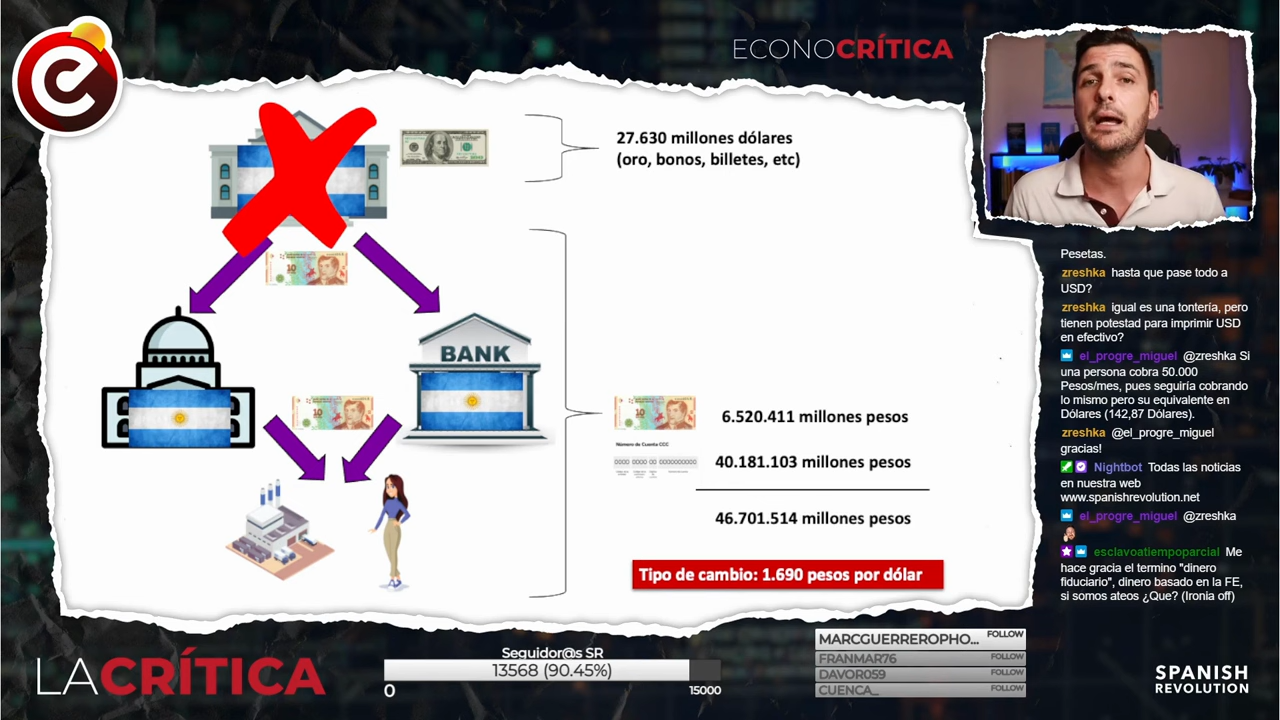 ECONOCRÍTICA
27.630 millones dólares
(oro, bonos, billetes, etc)
10
BANK
10
10
6.520.411 millones pesos
Número de Cuenta CCC
40.181.103 millones pesos
46.701.514 millones pesos
Tipo de cambio: 1.690 pesos por dólar
Pesetas.
zreshka hasta que pase todo a
USD?
zreshka igual es una tontería, pero
tienen potestad para imprimir USD
en efectivo?
el_progre_miguel @zreshka Si
una persona cobra 50.000
Pesos/mes, pues seguiría cobrando
lo mismo pero su equivalente en
Dólares (142,87 Dólares).
zreshka @el_progre_miguel
gracias!
Nightbot Todas las noticias
en nuestra web
www.spanishrevolution.net
el_progre_miguel @zreshka
esclavoatiempoparcial Me
hace gracia el termino "dinero
fiduciario", dinero basado en la FE,
si somos ateos ¿Que? (Ironia off)
LACRÍTICA
Seguidor@s SR
13568 (90.45%)
0
15000
MARCGUERREROPHO... FOLLOW
FRANMAR76 FOLLOW
DAVOR059 FOLLOW
CUENCA_ FOLLOW
SPANISH
REVOLUTION